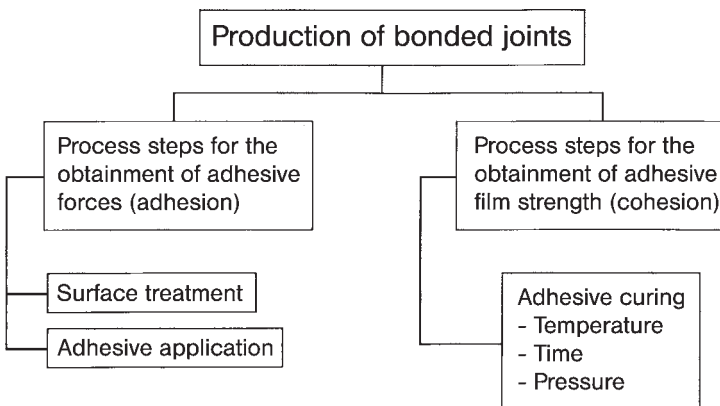 Production of bonded joints
Process steps for the
obtainment of adhesive
forces (adhesion)
Surface treatment
Adhesive application
Process steps for the
obtainment of adhesive
film strength (cohesion)
Adhesive curing
- Temperature
- Time
- Pressure